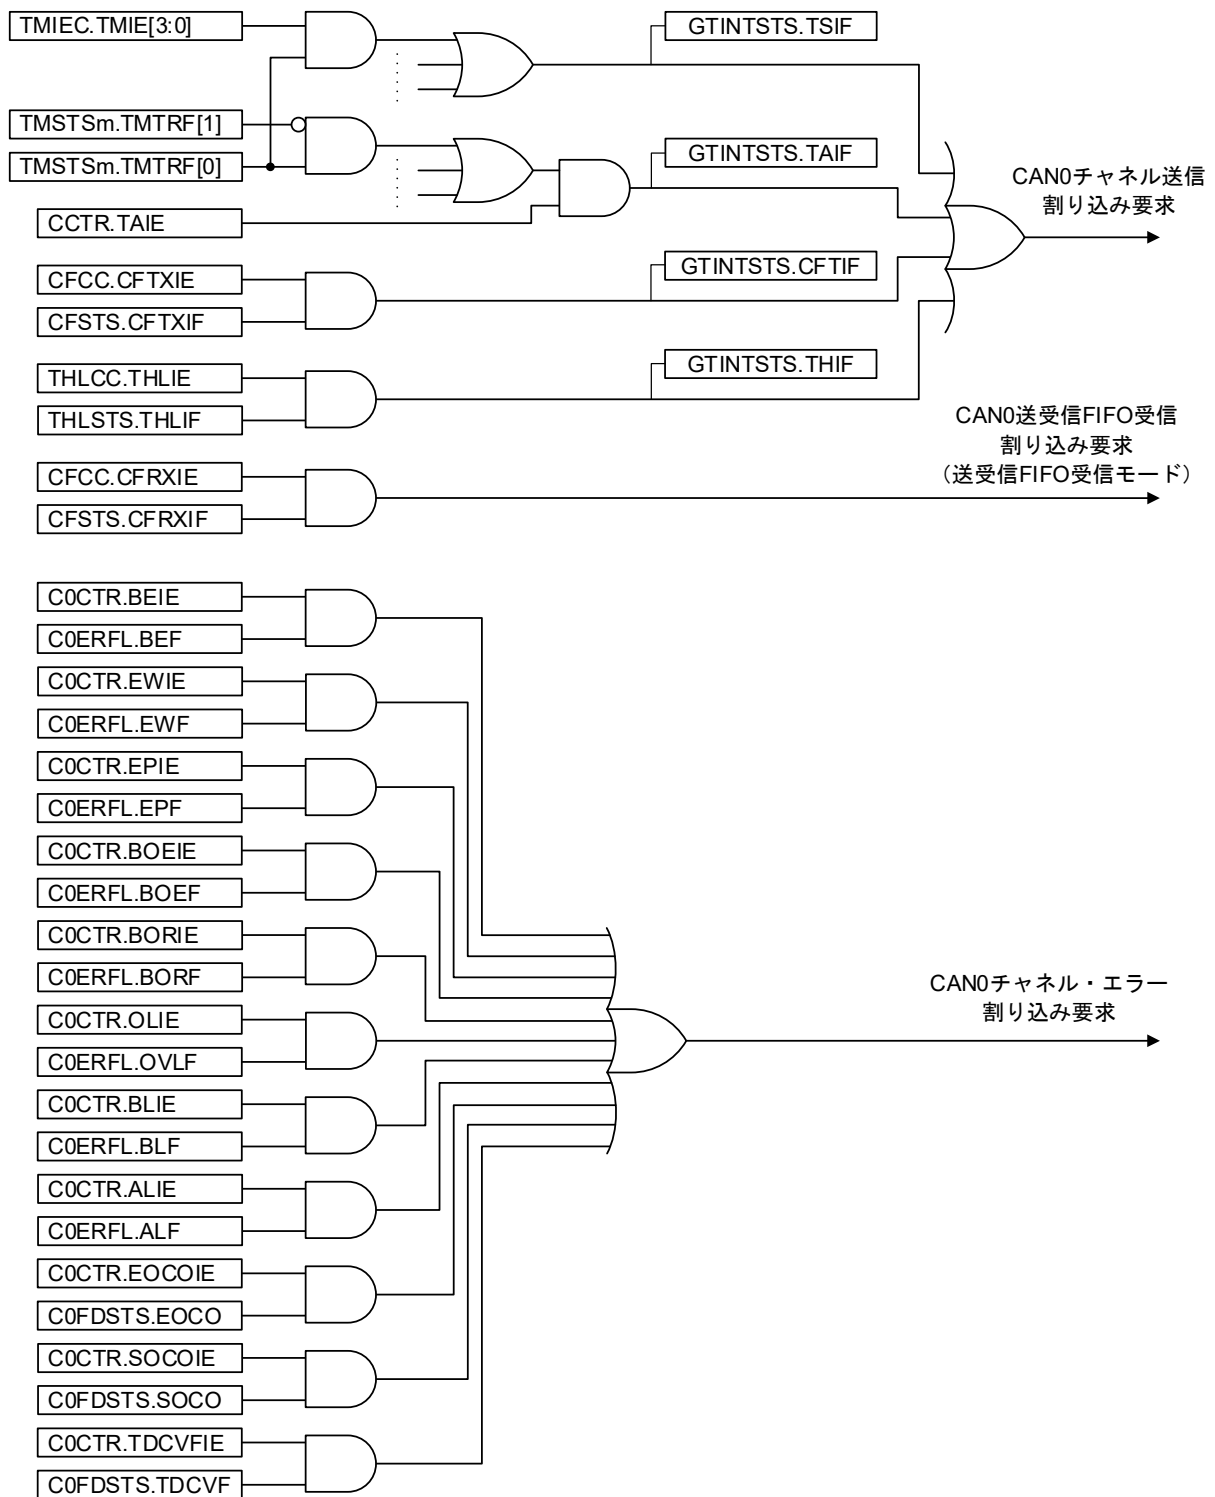 TMIEC.TMIE[3:0]
GTINTSTS.TSIF
TMSTSm.TMTRF[1]
TMSTSm.TMTRF[0]
GTINTSTS.TAIF
CAN0チャネル送信
割り込み要求
CCTR.TAIE
CFCC.CFTXIE
GTINTSTS.CFTIF
CFSTS.CFTXIF
THLCC.THLIE
GTINTSTS.THIF
THLSTS.THLIF
CAN0送受信FIFO受信
割り込み要求
（送受信FIFO受信モード）
CFCC.CFRXIE
CFSTS.CFRXIF
C0CTR.BEIE
C0ERFL.BEF
C0CTR.EWIE
C0ERFL.EWF
C0CTR.EPIE
C0ERFL.EPF
C0CTR.BOEIE
C0ERFL.BOEF
C0CTR.BORIE
C0ERFL.BORF
CAN0チャネル・エラー
割り込み要求
C0CTR.OLIE
C0ERFL.OVLF
C0CTR.BLIE
C0ERFL.BLF
C0CTR.ALIE
C0ERFL.ALF
C0CTR.EOCOIE
C0FDSTS.EOCO
C0CTR.SOCOIE
C0FDSTS.SOCO
C0CTR.TDCVFIE
C0FDSTS.TDCVF